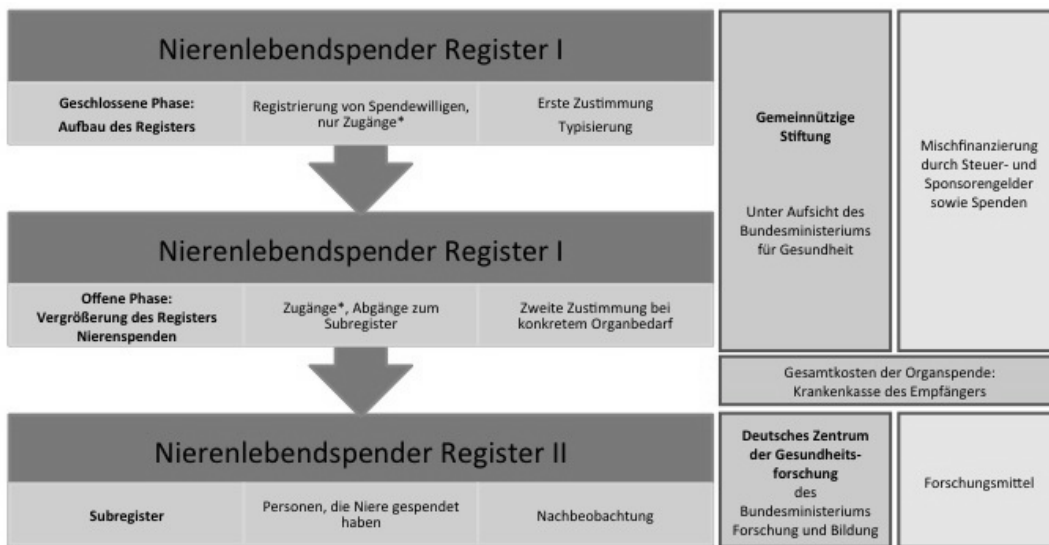 Nierenlebendspender Register I
Geschlossene Phase:
Aufbau des Registers
Registrierung von Spendewilligen,
nur Zugänge*
Erste Zustimmung
Typisierung
Nierenlebendspender Register I
Offene Phase:
Vergrößerung des Registers
Nierenspenden
Zugänge*, Abgänge zum
Subregister
Zweite Zustimmung bei
konkretem Organbedarf
Nierenlebendspender Register II
Subregister
Personen, die Niere gespendet
haben
Nachbeobachtung
Gemeinnützige
Stiftung
Unter Aufsicht des
Bundesministeriums
für Gesundheit
Mischfinanzierung
durch Steuer- und
Sponsorengelder
sowie Spenden
Gesamtkosten der Organspende:
Krankenkasse des Empfängers
Deutsches Zentrum
der Gesundheits-
forschung
des
Bundesministeriums
Forschung und Bildung
Forschungsmittel